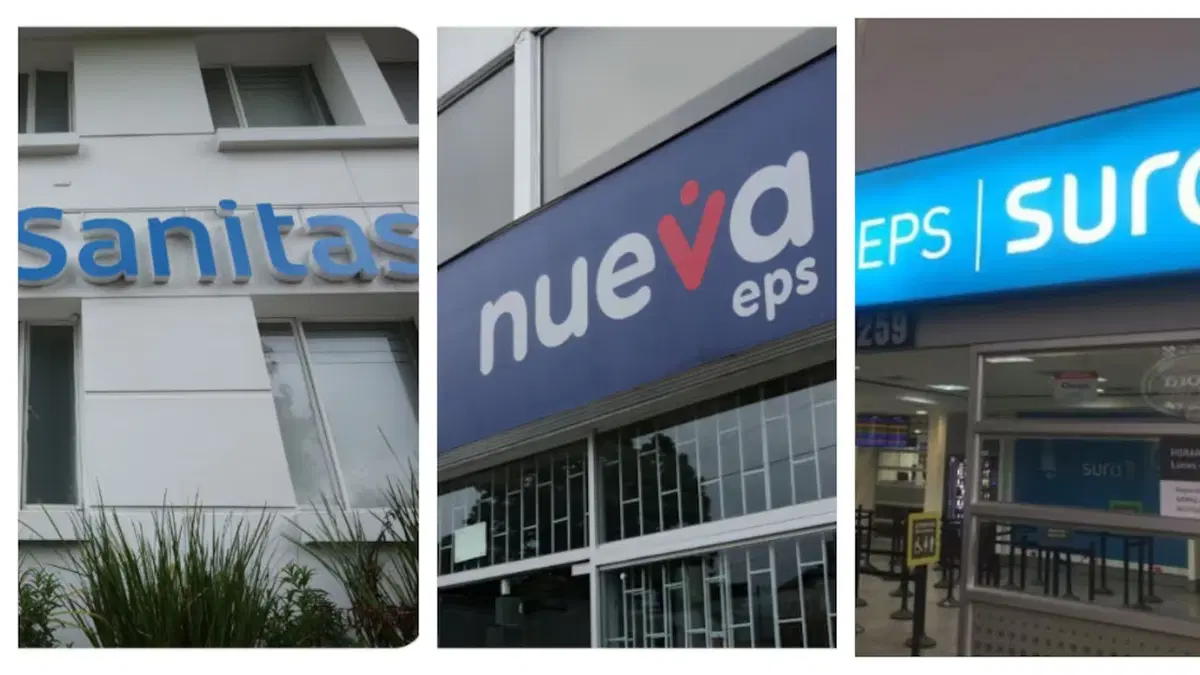 Sanitas
nueva
eps
EPS | sura
259
sura